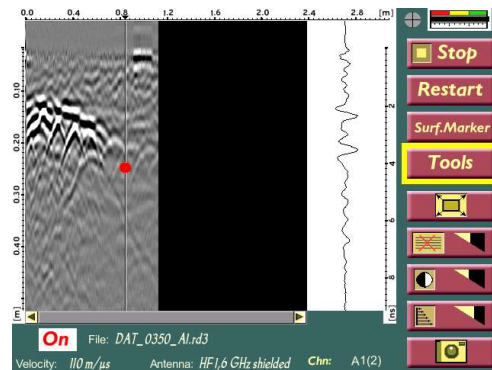 0.0 0.4 0.8 1.2 1.6 2.0 2.4 2.8 [m]
Stop
Restart
0.10
2
Surf.Marker
0.20
Tools
4
0.30
6
0.40
8
[E] [ns]
On File: DAT_0350_A1.rd3
Velocity: 110 m/µs Antenna: HF1,6 GHz shielded Chn: A1(2)